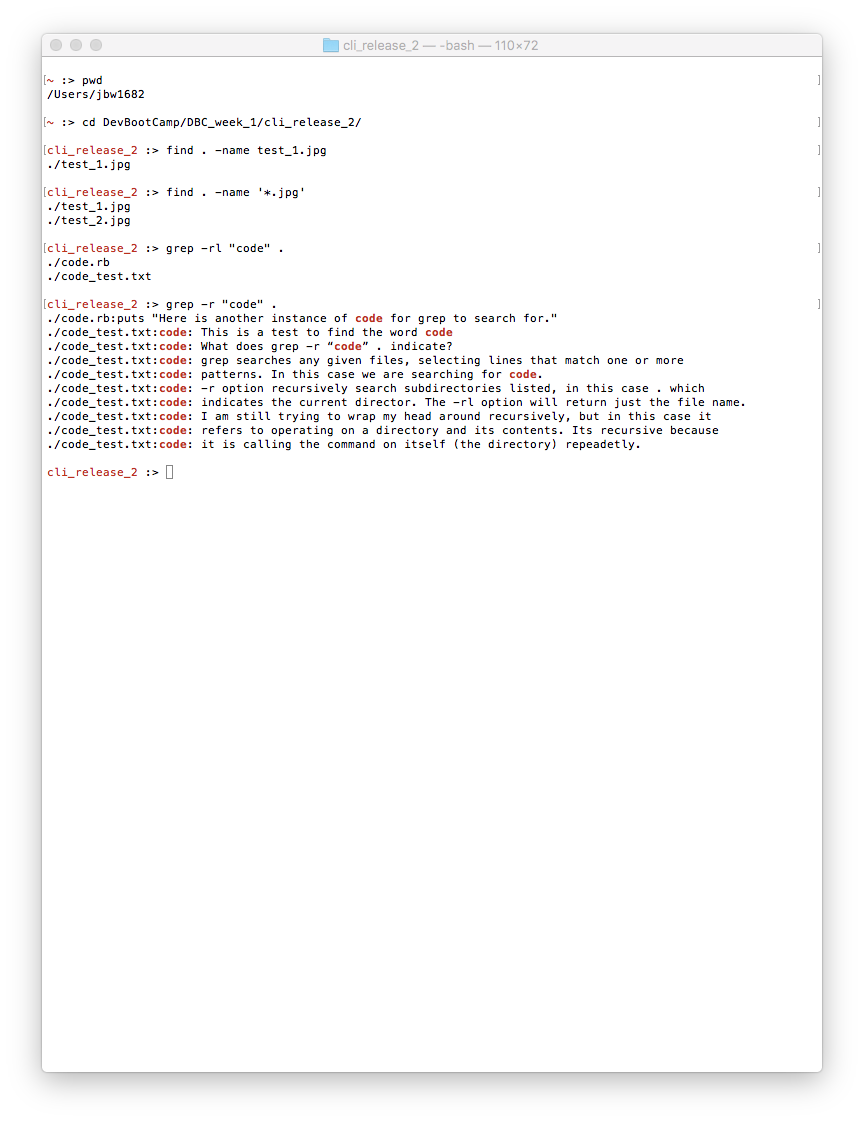 cli_release_2 — -bash — 110×72
[~ :> pwd ]
/Users/jbw1682
[~ :> cd DevBootCamp/DBC_week_1/cli_release_2/ ]
[cli_release_2 :> find . -name test_1.jpg ]
./test_1.jpg
[cli_release_2 :> find . -name '*.jpg' ]
./test_1.jpg
./test_2.jpg
[cli_release_2 :> grep -rl "code" . ]
./code.rb
./code_test.txt
[cli_release_2 :> grep -r "code" . ]
./code.rb:puts "Here is another instance of code for grep to search for."
./code_test.txt:code: This is a test to find the word code
./code_test.txt:code: What does grep -r “code” . indicate?
./code_test.txt:code: grep searches any given files, selecting lines that match one or more
./code_test.txt:code: patterns. In this case we are searching for code.
./code_test.txt:code: -r option recursively search subdirectories listed, in this case . which
./code_test.txt:code: indicates the current director. The -rl option will return just the file name.
./code_test.txt:code: I am still trying to wrap my head around recursively, but in this case it
./code_test.txt:code: refers to operating on a directory and its contents. Its recursive because
./code_test.txt:code: it is calling the command on itself (the directory) repeadetly.
cli_release_2 :>